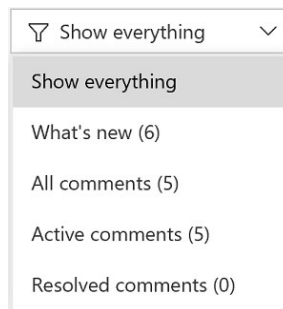 Show everything
Show everything
What's new (6)
All comments (5)
Active comments (5)
Resolved comments (0)